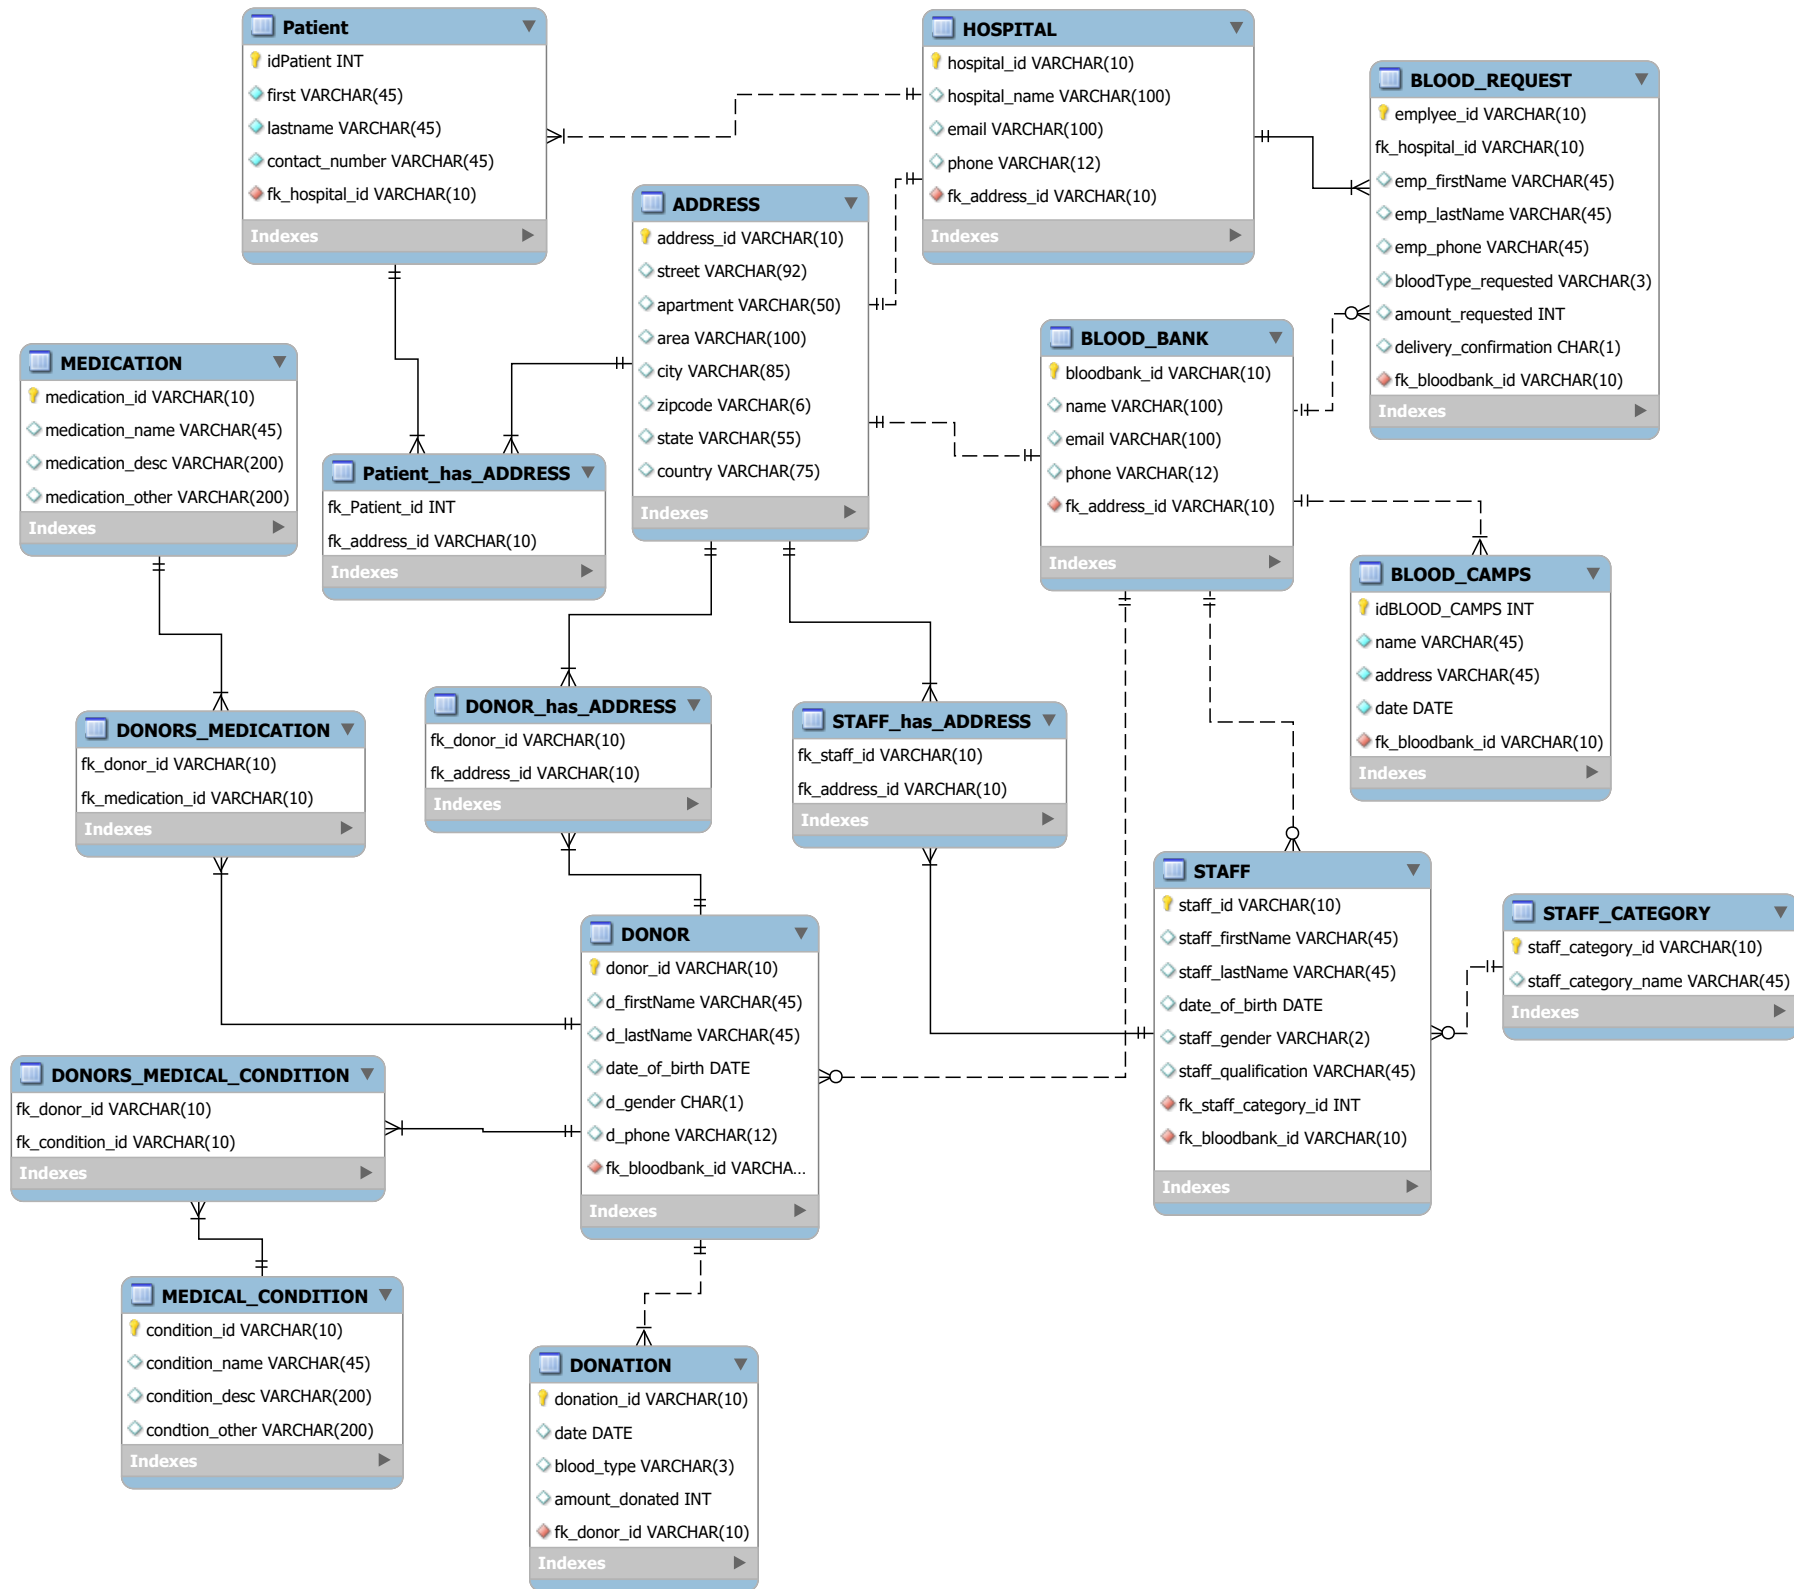 Patient
idPatient INT
first VARCHAR(45)
lastname VARCHAR(45)
contact_number VARCHAR(45)
fk_hospital_id VARCHAR(10)
Indexes
HOSPITAL
hospital_id VARCHAR(10)
hospital_name VARCHAR(100)
email VARCHAR(100)
phone VARCHAR(12)
fk_address_id VARCHAR(10)
Indexes
BLOOD_REQUEST
emplyee_id VARCHAR(10)
fk_hospital_id VARCHAR(10)
emp_firstName VARCHAR(45)
emp_lastName VARCHAR(45)
emp_phone VARCHAR(45)
bloodType_requested VARCHAR(3)
amount_requested INT
delivery_confirmation CHAR(1)
fk_bloodbank_id VARCHAR(10)
Indexes
ADDRESS
address_id VARCHAR(10)
street VARCHAR(92)
apartment VARCHAR(50)
area VARCHAR(100)
city VARCHAR(85)
zipcode VARCHAR(6)
state VARCHAR(55)
country VARCHAR(75)
Indexes
BLOOD_BANK
bloodbank_id VARCHAR(10)
name VARCHAR(100)
email VARCHAR(100)
phone VARCHAR(12)
fk_address_id VARCHAR(10)
Indexes
MEDICATION
medication_id VARCHAR(10)
medication_name VARCHAR(45)
medication_desc VARCHAR(200)
medication_other VARCHAR(200)
Indexes
Patient_has_ADDRESS
fk_Patient_id INT
fk_address_id VARCHAR(10)
Indexes
BLOOD_CAMPS
idBLOOD_CAMPS INT
name VARCHAR(45)
address VARCHAR(45)
date DATE
fk_bloodbank_id VARCHAR(10)
Indexes
DONORS_MEDICATION
fk_donor_id VARCHAR(10)
fk_medication_id VARCHAR(10)
Indexes
DONOR_has_ADDRESS
fk_donor_id VARCHAR(10)
fk_address_id VARCHAR(10)
Indexes
STAFF_has_ADDRESS
fk_staff_id VARCHAR(10)
fk_address_id VARCHAR(10)
Indexes
STAFF
staff_id VARCHAR(10)
staff_firstName VARCHAR(45)
staff_lastName VARCHAR(45)
date_of_birth DATE
staff_gender VARCHAR(2)
staff_qualification VARCHAR(45)
fk_staff_category_id INT
fk_bloodbank_id VARCHAR(10)
Indexes
STAFF_CATEGORY
staff_category_id VARCHAR(10)
staff_category_name VARCHAR(45)
Indexes
DONOR
donor_id VARCHAR(10)
d_firstName VARCHAR(45)
d_lastName VARCHAR(45)
date_of_birth DATE
d_gender CHAR(1)
d_phone VARCHAR(12)
fk_bloodbank_id VARCHA...
Indexes
DONORS_MEDICAL_CONDITION
fk_donor_id VARCHAR(10)
fk_condition_id VARCHAR(10)
Indexes
MEDICAL_CONDITION
condition_id VARCHAR(10)
condition_name VARCHAR(45)
condition_desc VARCHAR(200)
condtion_other VARCHAR(200)
Indexes
DONATION
donation_id VARCHAR(10)
date DATE
blood_type VARCHAR(3)
amount_donated INT
fk_donor_id VARCHAR(10)
Indexes